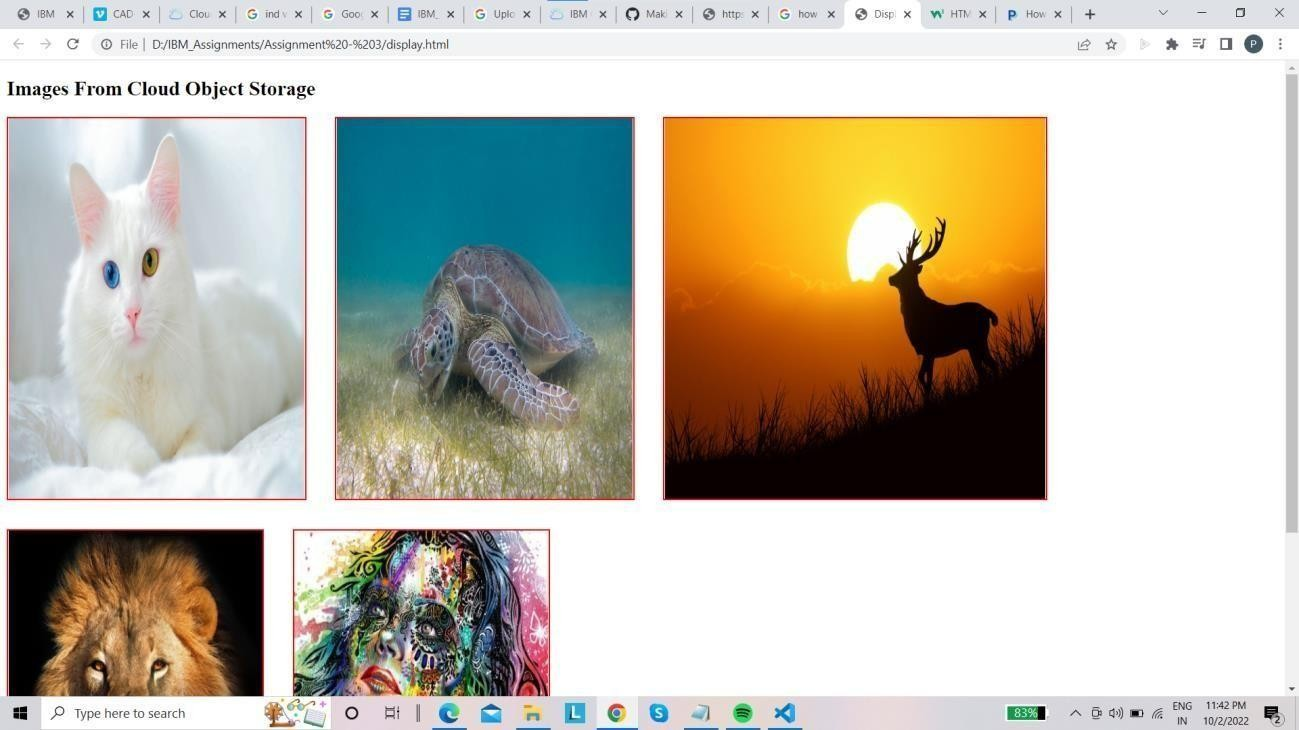 IBM CAD Clou ind v Goo IBM_ Uplo IBM Maki https how Displ HTM How
File D:/IBM_Assignments/Assignment%20-%203/display.html P
Images From Cloud Object Storage
Type here to search
83%
ENG
IN
11:42 PM
10/2/2022
2